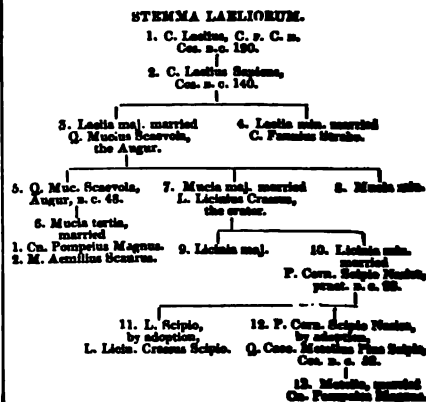 STEMMA LAELIORUM.
1. C. Laelius, C. F. C. n.
Cos. B.C. 190.
2. C. Laelius Sapiens,
Cos. B.C. 140.
3. Laelia maj. married
Q. Mucius Scaevola,
the Augur.
4. Laelia min. married
C. Fannius Strabo.
5. Q. Muc. Scaevola,
Augur, B.C. 43.
6. Mucia tertia,
married
1. Cn. Pompeius Magnus.
2. M. Aemilius Scaurus.
7. Mucia maj. married
L. Licinius Crassus,
the orator.
8. Mucia min.
9. Licinia maj.
10. Licinia min.
married
P. Corn. Scipio Nasica,
praet. B.C.
11. L. Scipio,
by adoption,
L. Licin. Crassus Scipio.
12. P. Corn. Scipio Nasica,
by adoption,
Q. Caec. Metellus Pius Scipio,
Cos. B.C. 52.
13. Metella, married
Cn. Pompeius Magnus.